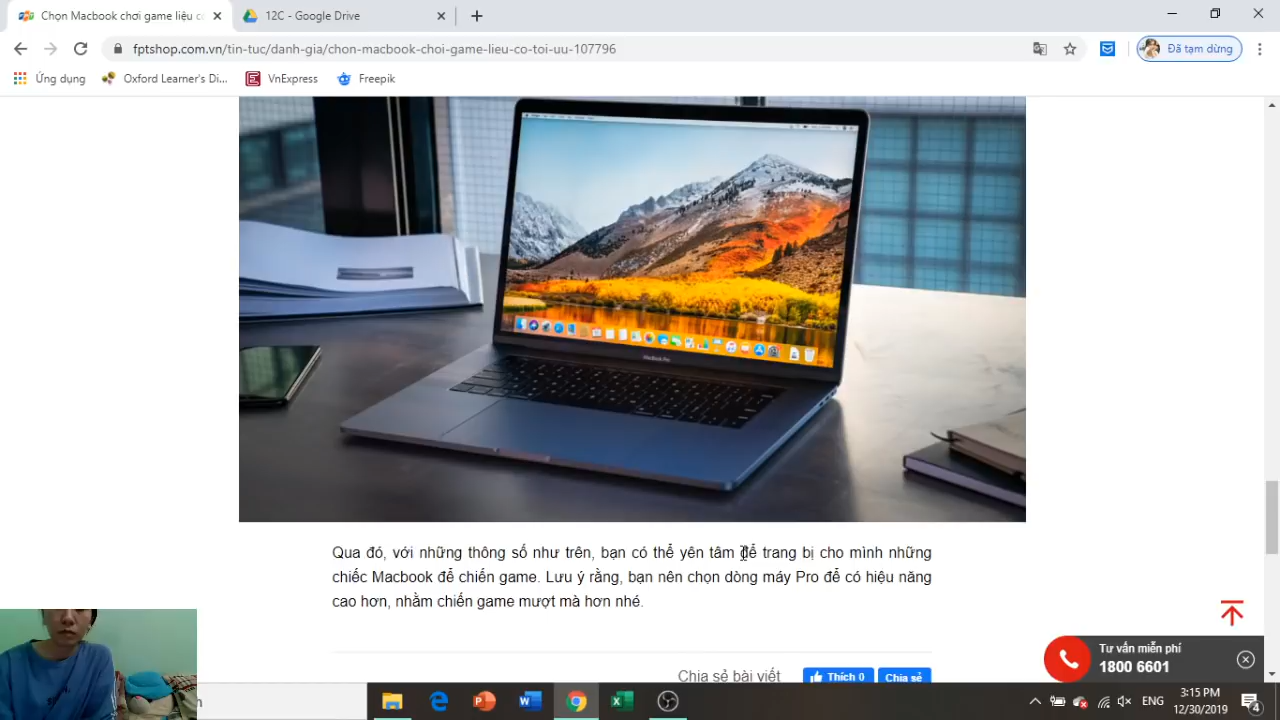 Chọn Macbook chơi game liệu có
12C - Google Drive
fptshop.com.vn/tin-tuc/danh-gia/chon-macbook-choi-game-lieu-co-toi-uu-107796
Đã tạm dừng
Ứng dụng
Oxford Learner's Di...
VnExpress
Freepik
MacBook Pro
Qua đó, với những thông số như trên, bạn có thể yên tâm để trang bị cho mình những
chiếc Macbook để chiến game. Lưu ý rằng, bạn nên chọn dòng máy Pro để có hiệu năng
cao hơn, nhằm chiến game mượt mà hơn nhé.
Tư vấn miễn phí
1800 6601
Chia sẻ bài viết
Thích 0
Chia sẻ
ENG
3:15 PM
12/30/2019
4